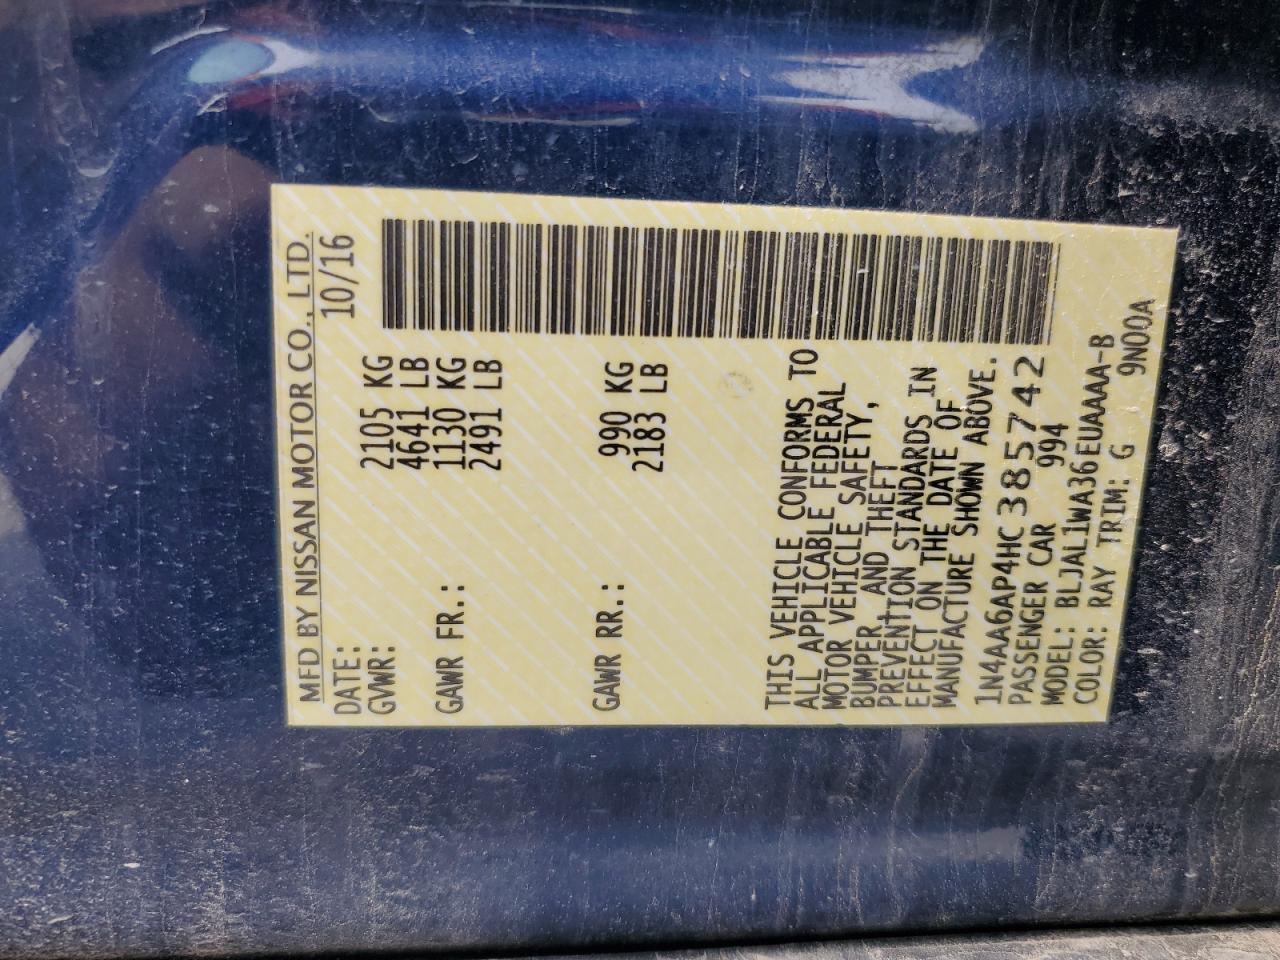 MFD BY NISSAN MOTOR CO., LTD.
DATE: 10/16
GVWR: 2105 KG
4641 LB
GAWR FR.: 1130 KG
2491 LB
GAWR RR.: 990 KG
2183 LB
THIS VEHICLE CONFORMS TO
ALL APPLICABLE FEDERAL
MOTOR VEHICLE SAFETY,
BUMPER, AND THEFT
PREVENTION STANDARDS IN
EFFECT ON THE DATE OF
MANUFACTURE SHOWN ABOVE.
1N4AA6AP4HC385742
PASSENGER CAR 994
MODEL: BLJAL1WA36EUAAAA-B
COLOR: RAY TRIM: G 9N00A